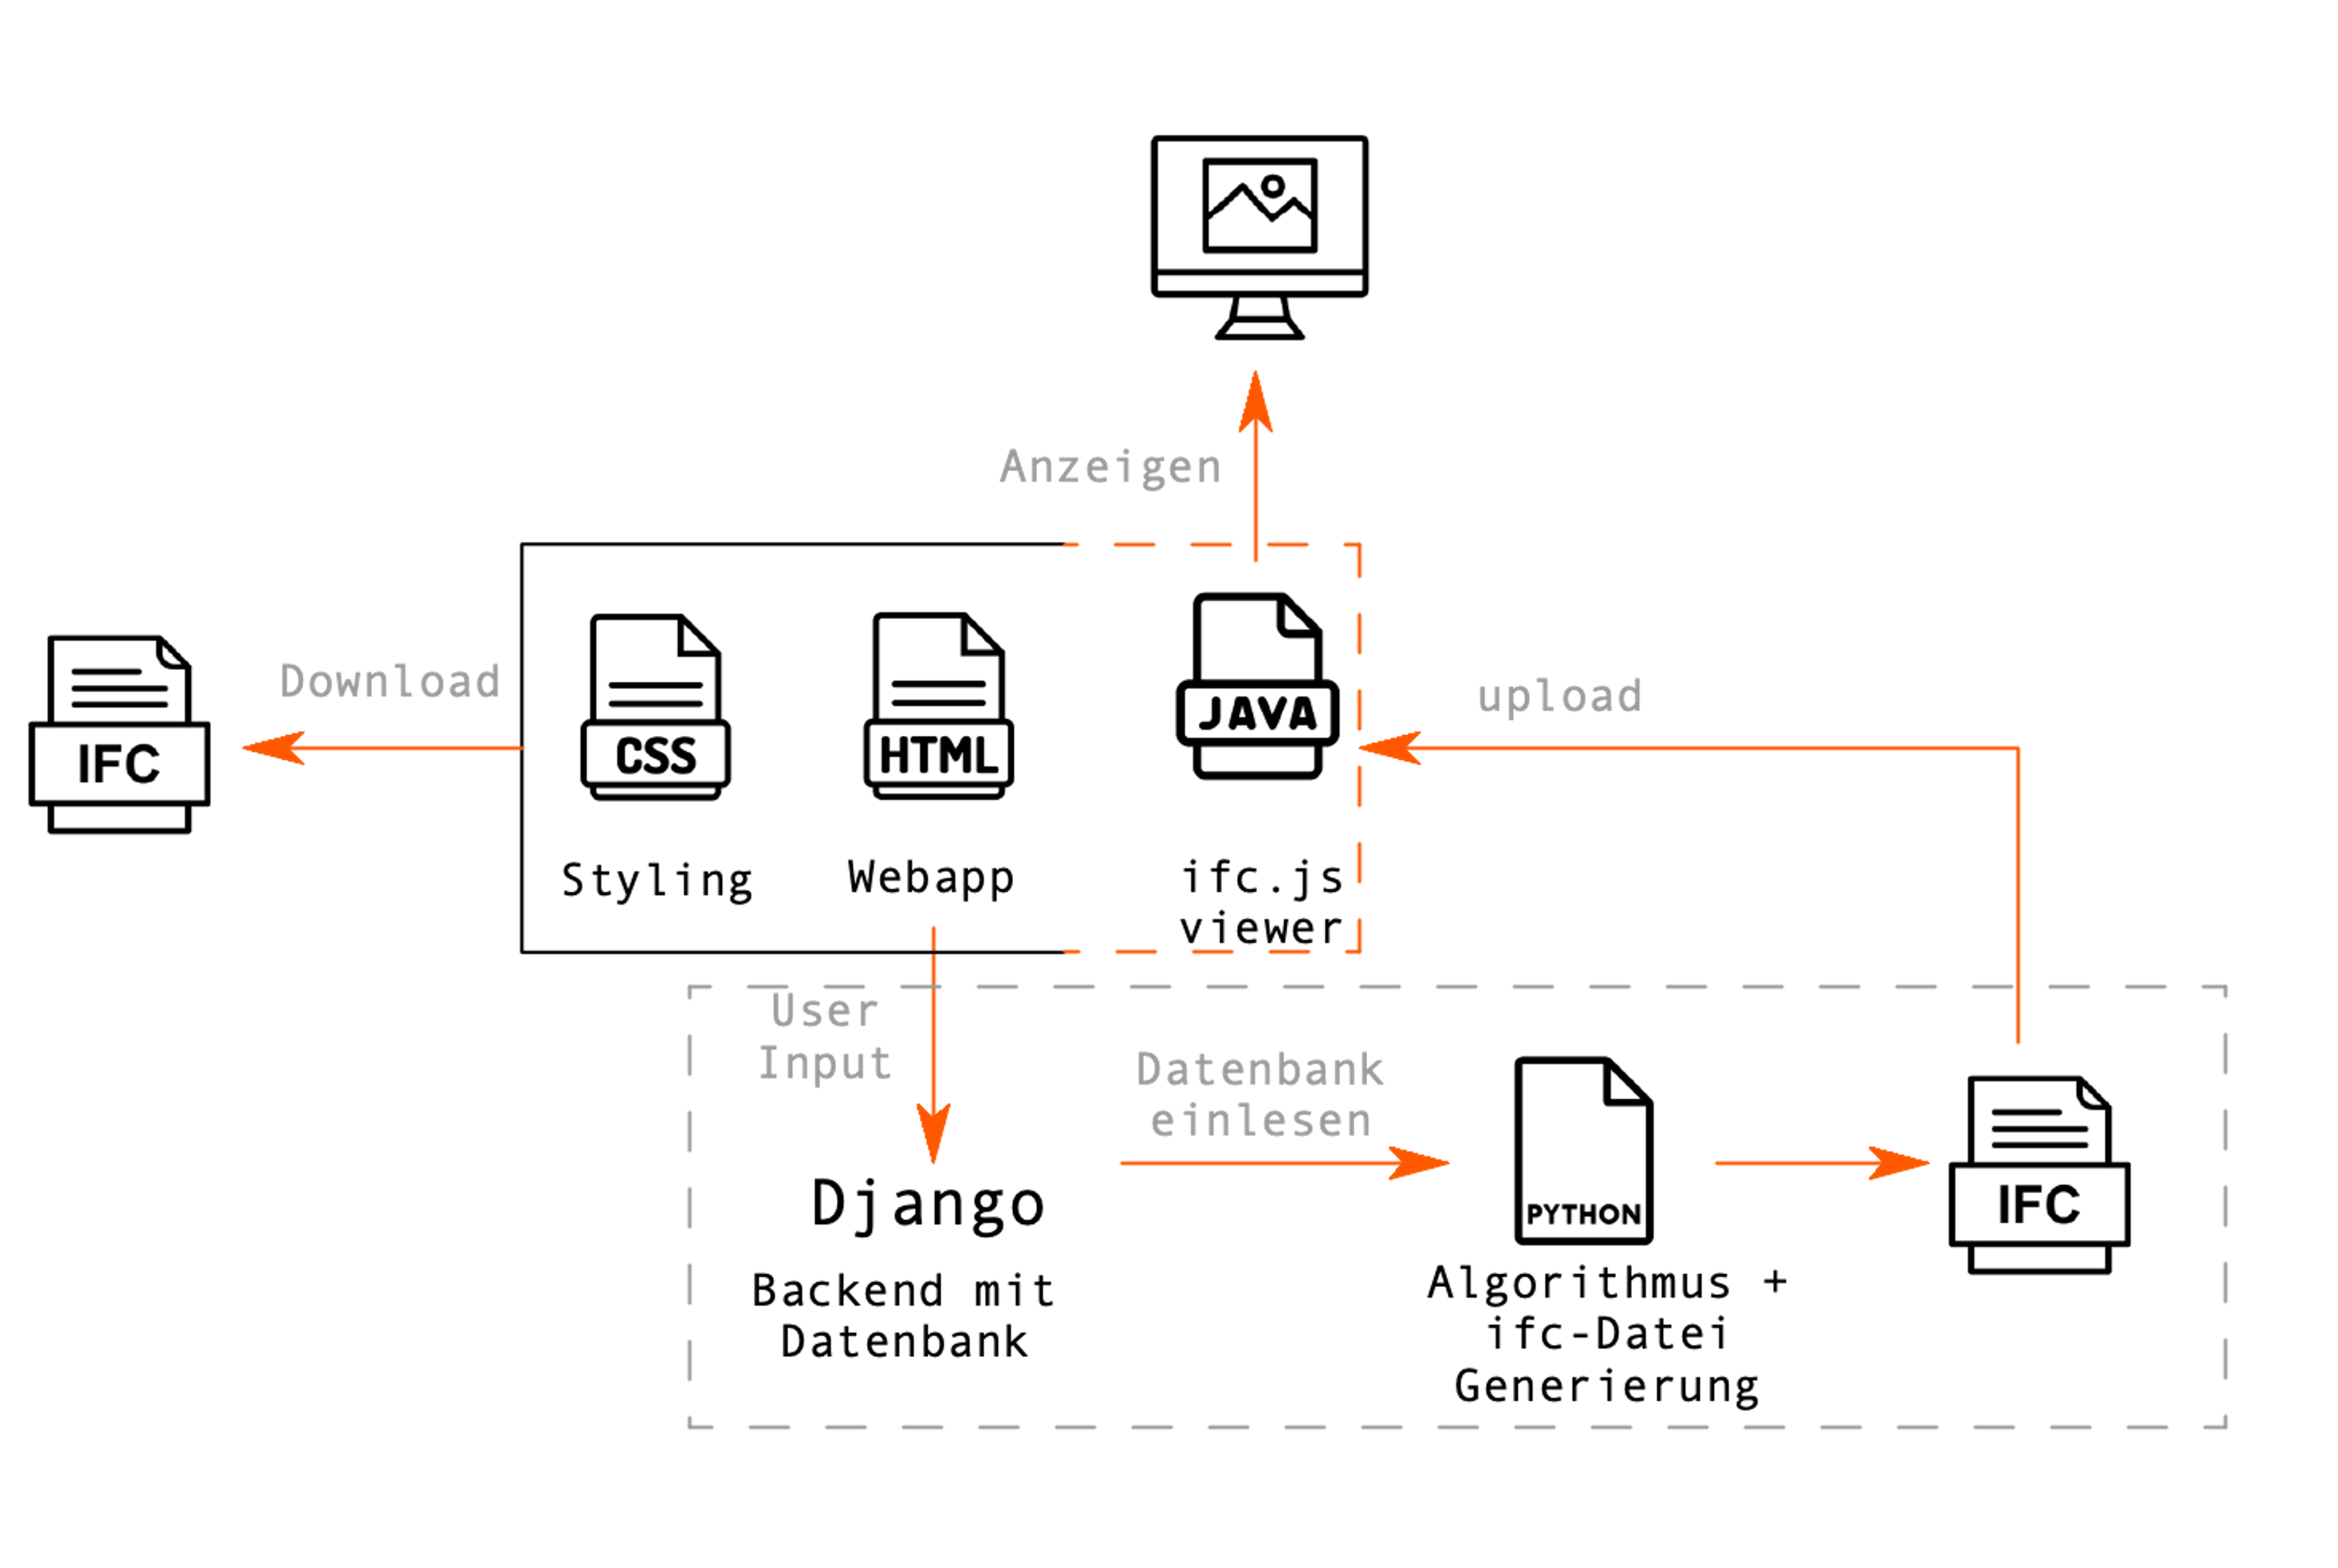 Anzeigen
Download
upload
IFC
CSS
HTML
JAVA
Styling
Webapp
ifc.js
viewer
User
Input
Datenbank
einlesen
Django
Backend mit
Datenbank
PYTHON
Algorithmus +
ifc-Datei
Generierung
IFC